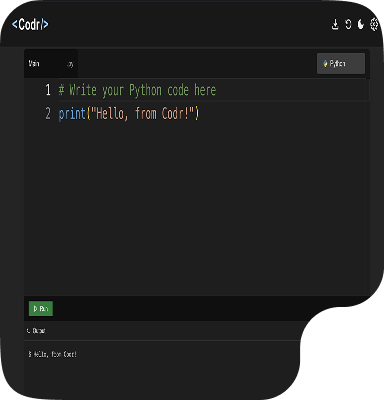 <Codr/>
Main .py Python
1 # Write your Python code here
2 print("Hello, from Codr!")
Run
Output
$ Hello, from Codr!